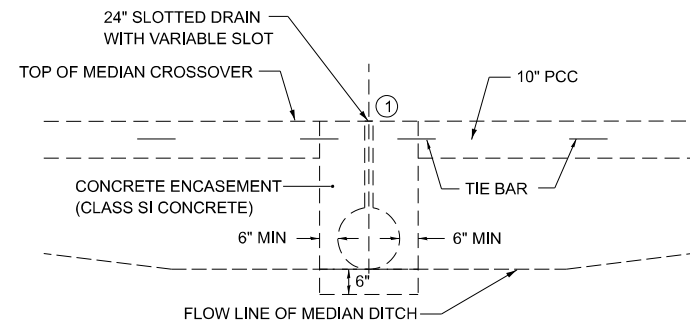 24" SLOTTED DRAIN
WITH VARIABLE SLOT
TOP OF MEDIAN CROSSOVER
1
10" PCC
CONCRETE ENCASEMENT
(CLASS SI CONCRETE)
TIE BAR
6" MIN
6" MIN
6"
FLOW LINE OF MEDIAN DITCH